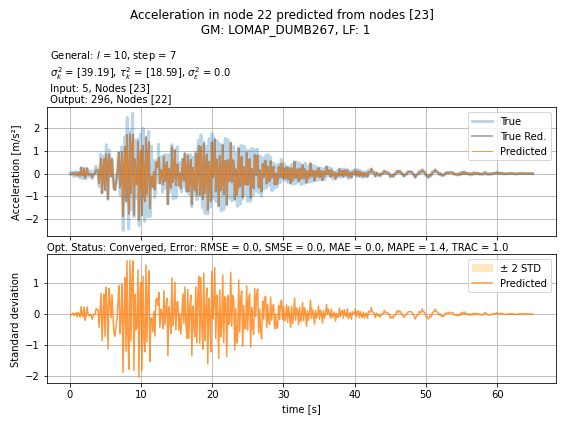 Acceleration in node 22 predicted from nodes [23]
GM: LOMAP_DUMB267, LF: 1
General: l = 10, step = 7
σ²ₖ = [39.19], τ²ₖ = [18.59], σ²ε = 0.0
Input: 5, Nodes [23]
Output: 296, Nodes [22]
Acceleration [m/s²]
2
1
0
−1
−2
True
True Red.
Predicted
Opt. Status: Converged, Error: RMSE = 0.0, SMSE = 0.0, MAE = 0.0, MAPE = 1.4, TRAC = 1.0
Standard deviation
1
0
−1
−2
± 2 STD
Predicted
0 10 20 30 40 50 60
time [s]